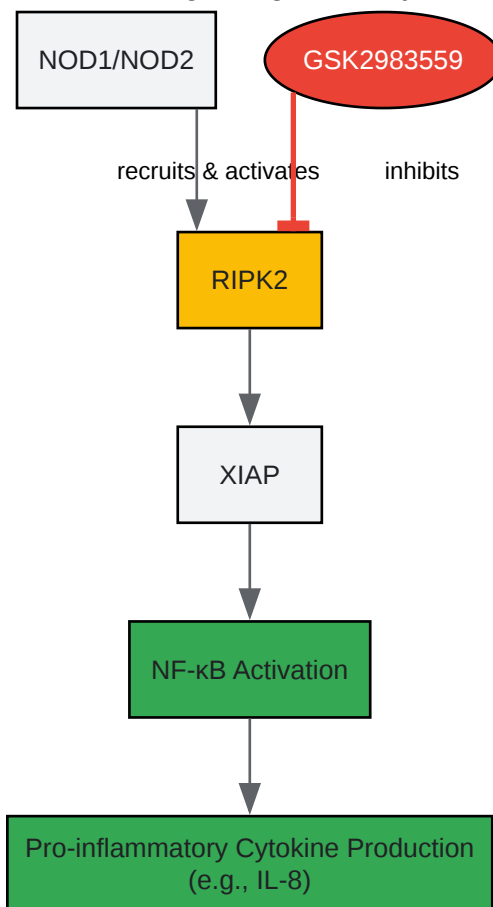 NOD1/NOD2
GSK2983559
recruits & activates
inhibits
RIPK2
XIAP
NF-κB Activation
Pro-inflammatory Cytokine Production
(e.g., IL-8)